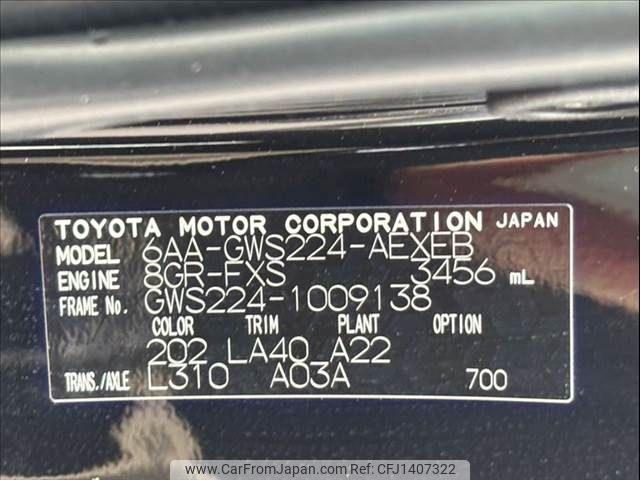 TOYOTA MOTOR CORPORATION JAPAN
MODEL 6AA-GWS224-AEXEB
ENGINE 8GR-FXS 3456 mL
FRAME No. GWS224-1009138
COLOR TRIM PLANT OPTION
202 LA40 A22
TRANS./AXLE L310 A03A 700
www.CarFromJapan.com CFJ1407322